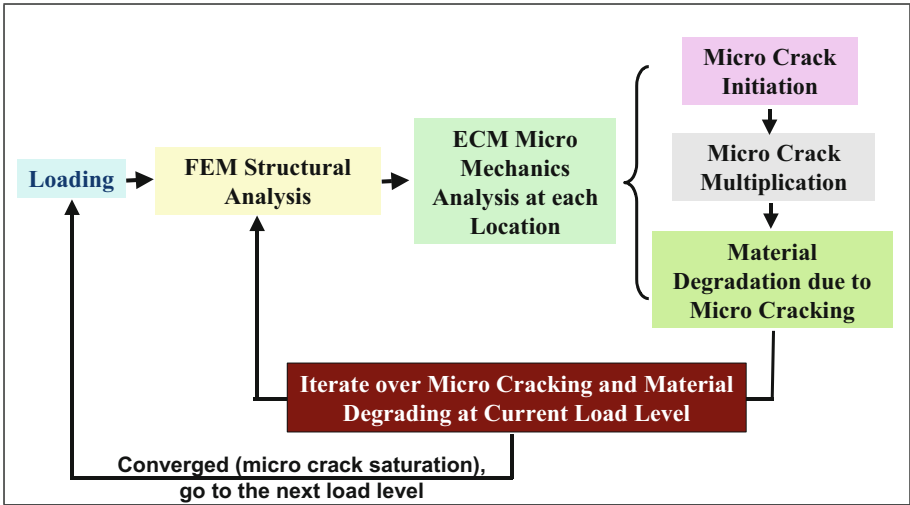 Loading
FEM Structural
Analysis
ECM Micro
Mechanics
Analysis at each
Location
Micro Crack
Initiation
Micro Crack
Multiplication
Material
Degradation due to
Micro Cracking
Iterate over Micro Cracking and Material
Degrading at Current Load Level
Converged (micro crack saturation),
go to the next load level